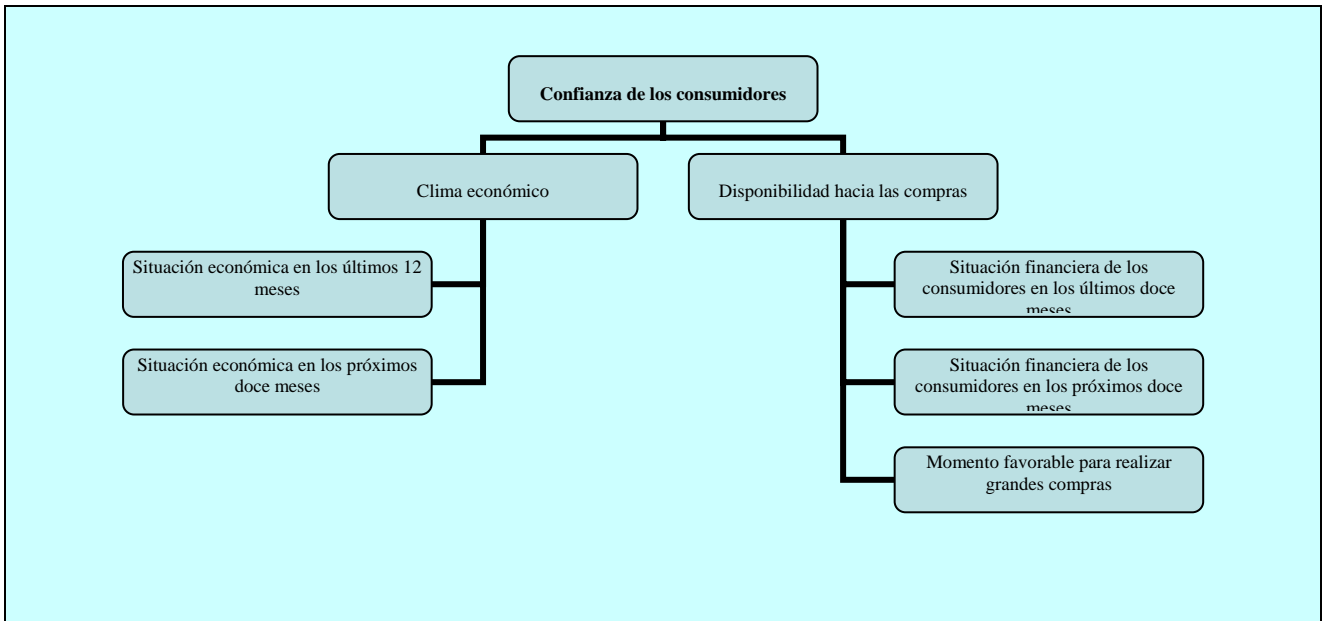 Confianza de los consumidores
Clima económico
Disponibilidad hacia las compras
Situación económica en los últimos 12
meses
Situación económica en los próximos
doce meses
Situación financiera de los
consumidores en los últimos doce
meses
Situación financiera de los
consumidores en los próximos doce
meses
Momento favorable para realizar
grandes compras